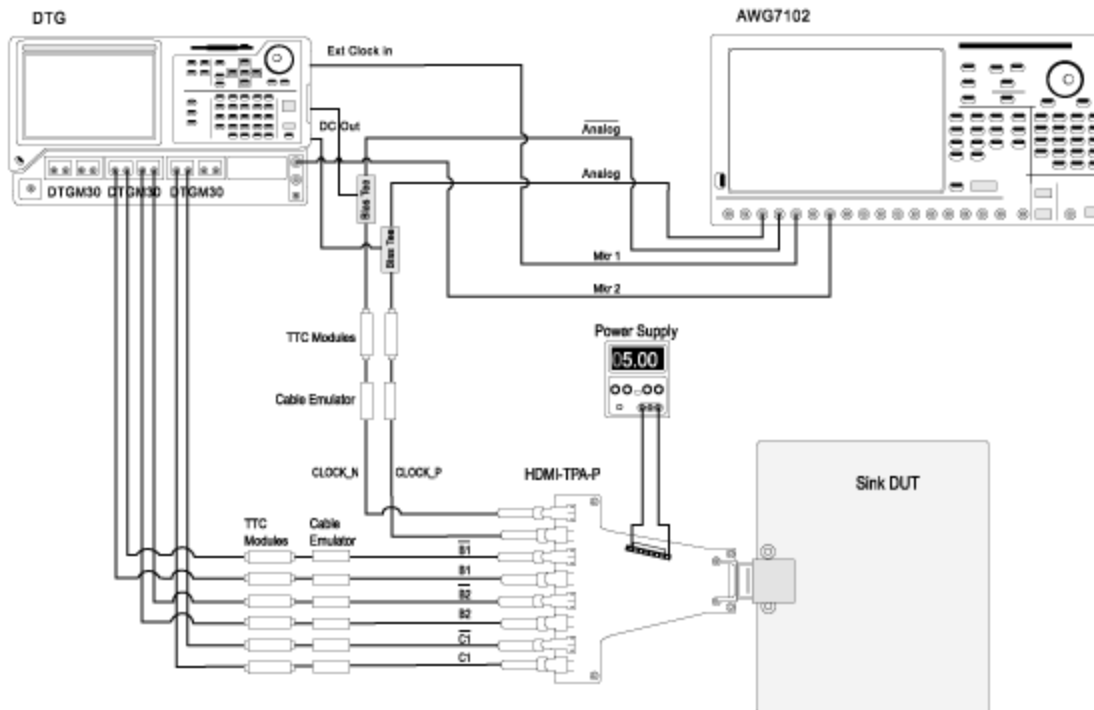 DTG
AWG7102
Ext Clock in
DC Out
Analog
Analog
DTGM30 DTGM30 DTGM30
Bias Tee
Bias Tee
Mkr 1
Mkr 2
Power Supply
05.00
TTC Modules
Cable Emulator
CLOCK_N
CLOCK_P
HDMI-TPA-P
Sink DUT
TTC
Modules
Cable
Emulator
B1
B1
B2
B2
C1
C1